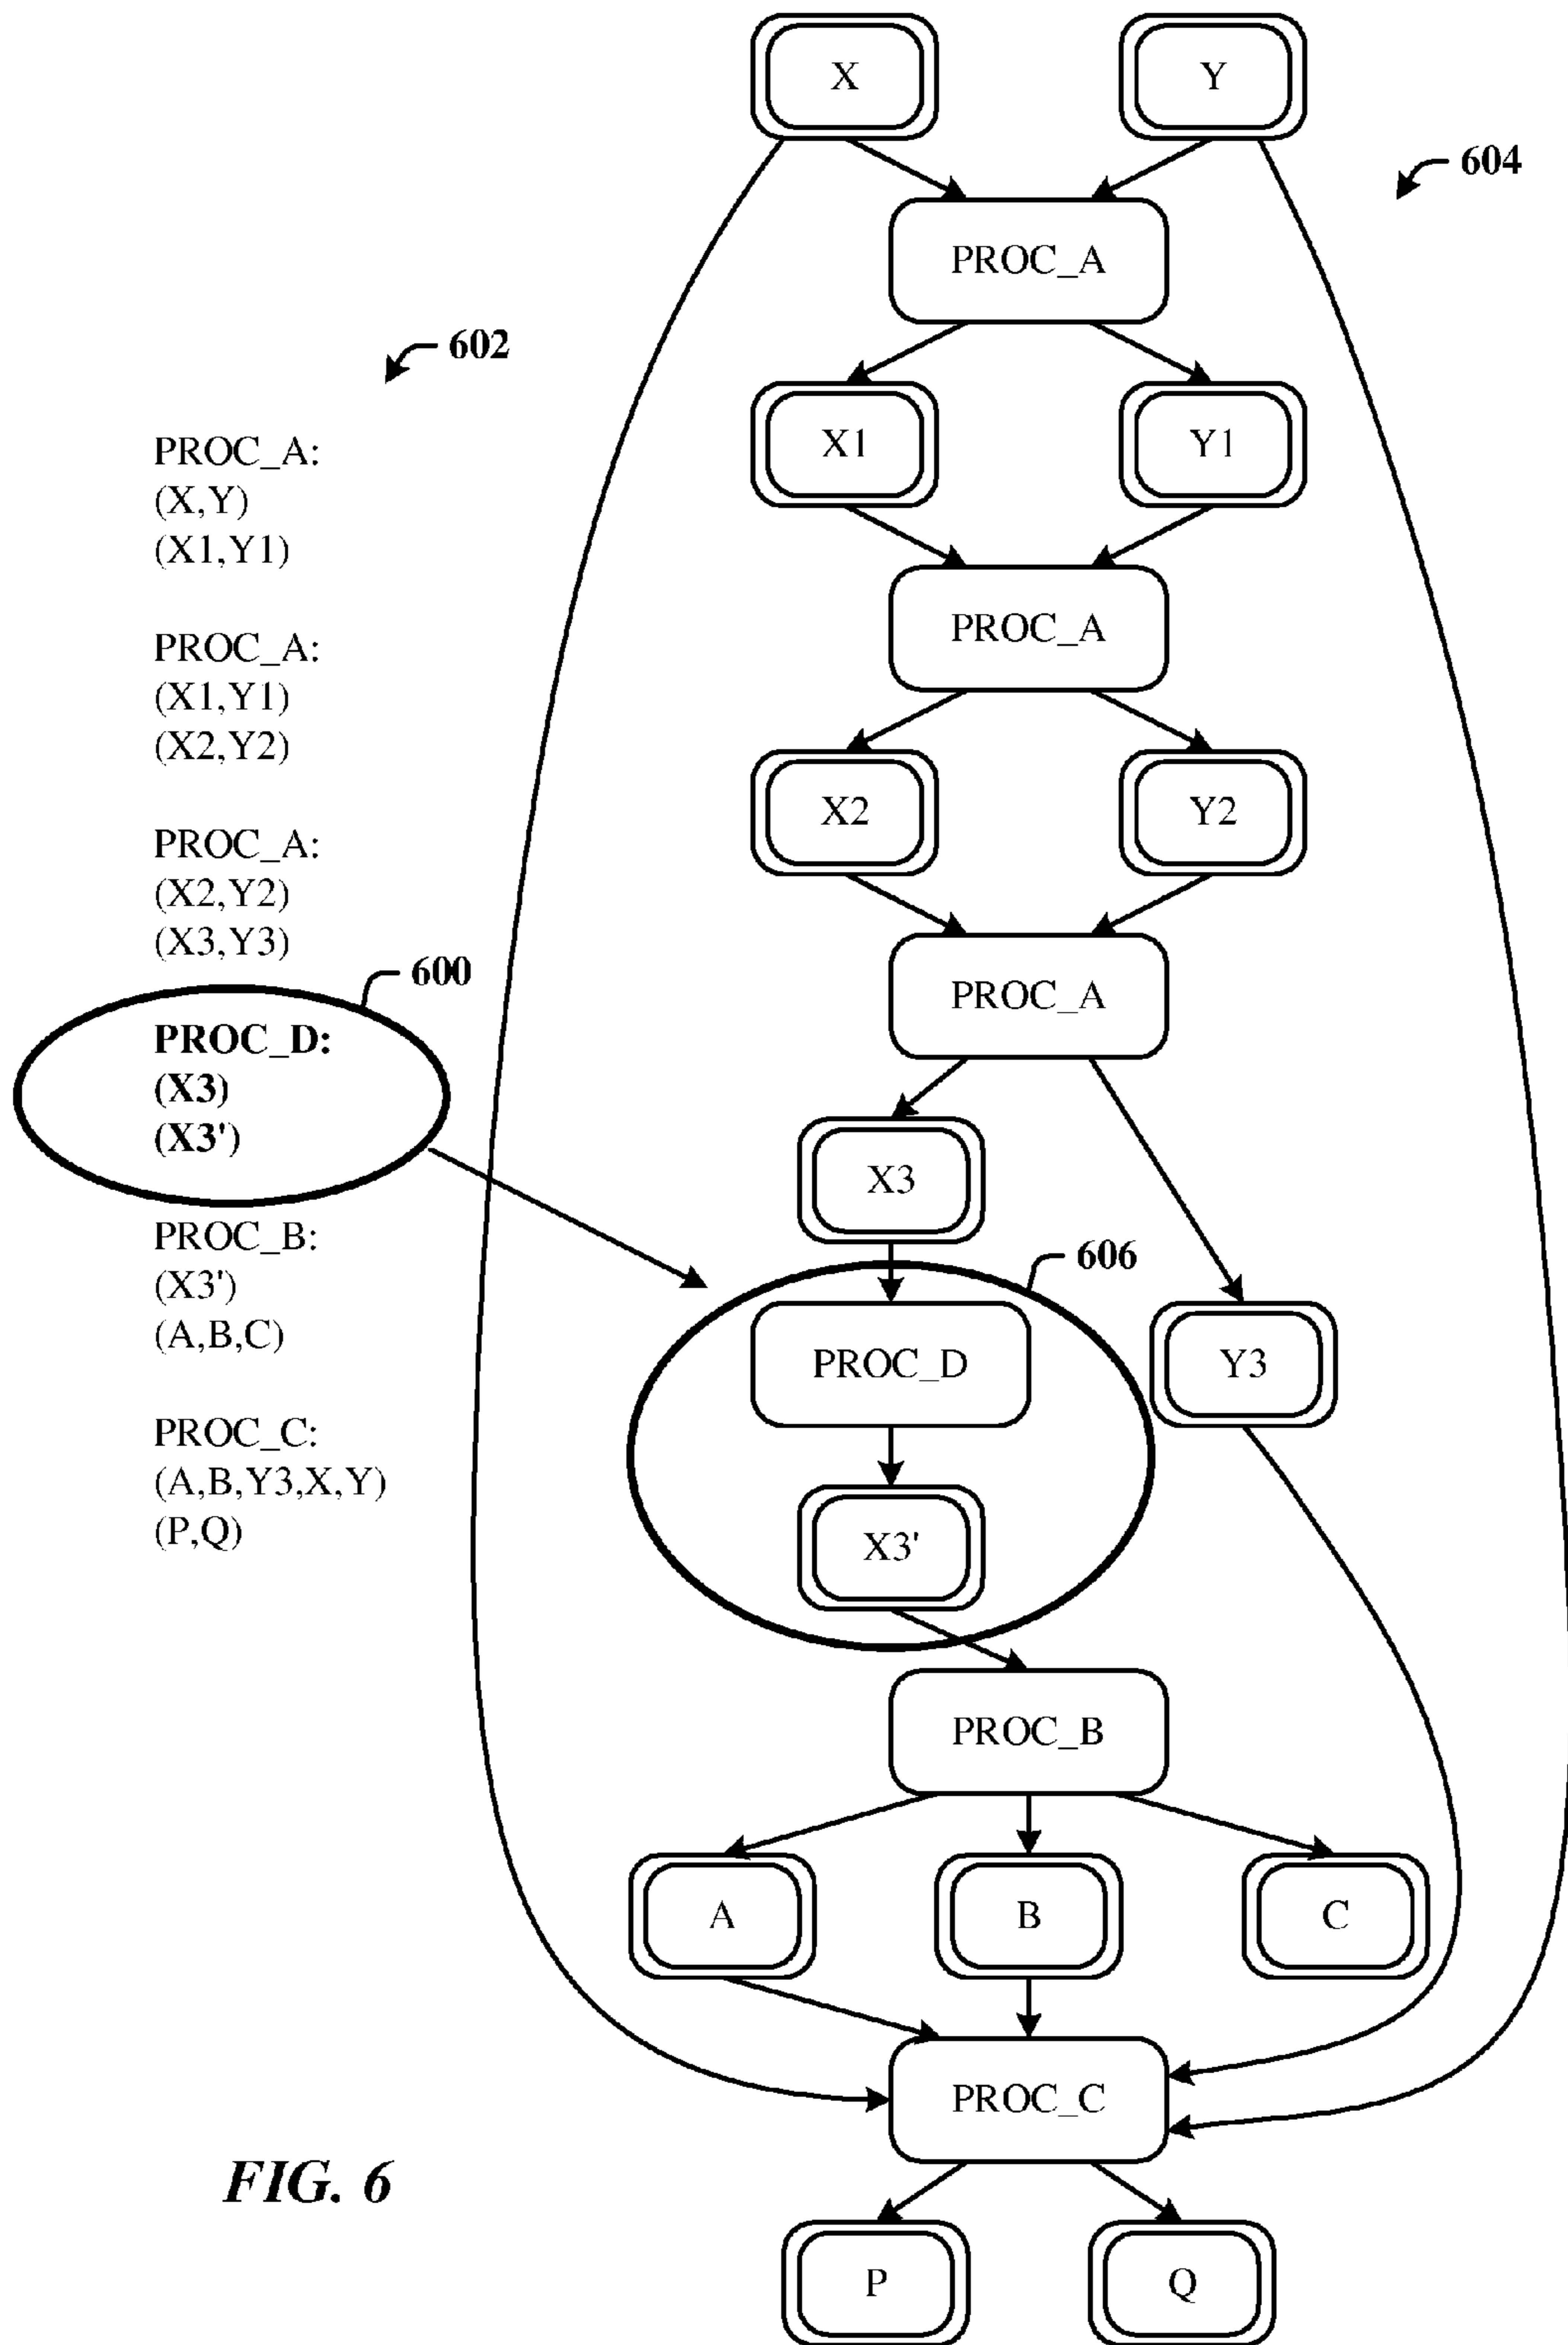 X
Y
604
PROC_A
602
X1
Y1
PROC_A:
(X,Y)
(X1,Y1)
PROC_A
PROC_A:
(X1,Y1)
(X2,Y2)
X2
Y2
PROC_A:
(X2,Y2)
(X3,Y3)
600
PROC_A
PROC_D:
(X3)
(X3')
X3
PROC_B:
(X3')
(A,B,C)
606
PROC_D
Y3
PROC_C:
(A,B,Y3,X,Y)
(P,Q)
X3'
PROC_B
A
B
C
PROC_C
FIG. 6
P
Q